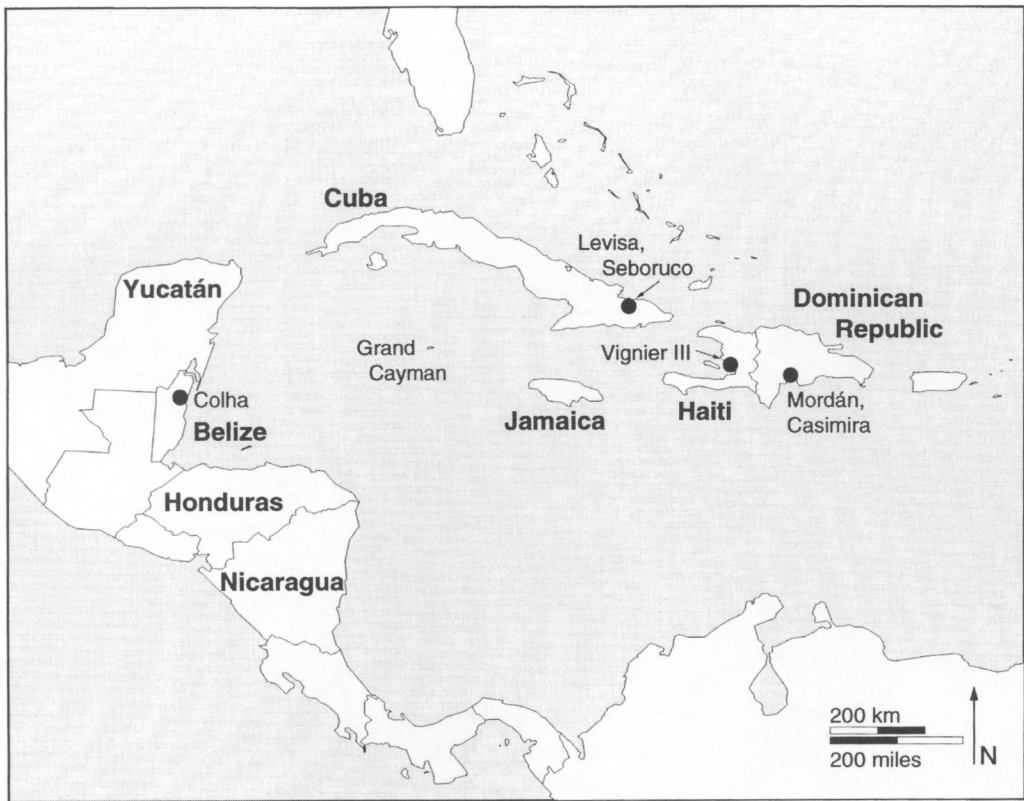 Cuba
Levisa,
Seboruco
Yucatán
Dominican
Republic
Grand
Cayman
Vignier III
Colha
Belize
Jamaica
Haiti
Mordán,
Casimira
Honduras
Nicaragua
200 km
200 miles
N